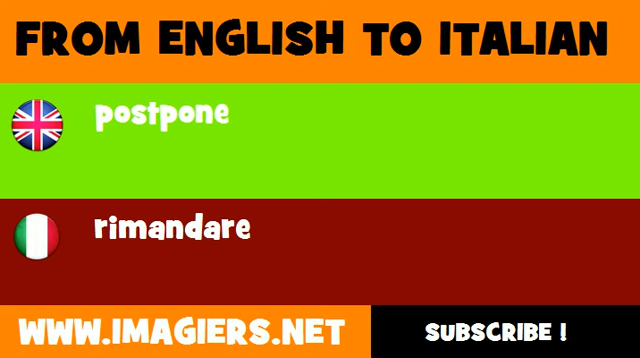 FROM ENGLISH TO ITALIAN
postpone
rimandare
WWW.IMAGIERS.NET
SUBSCRIBE !